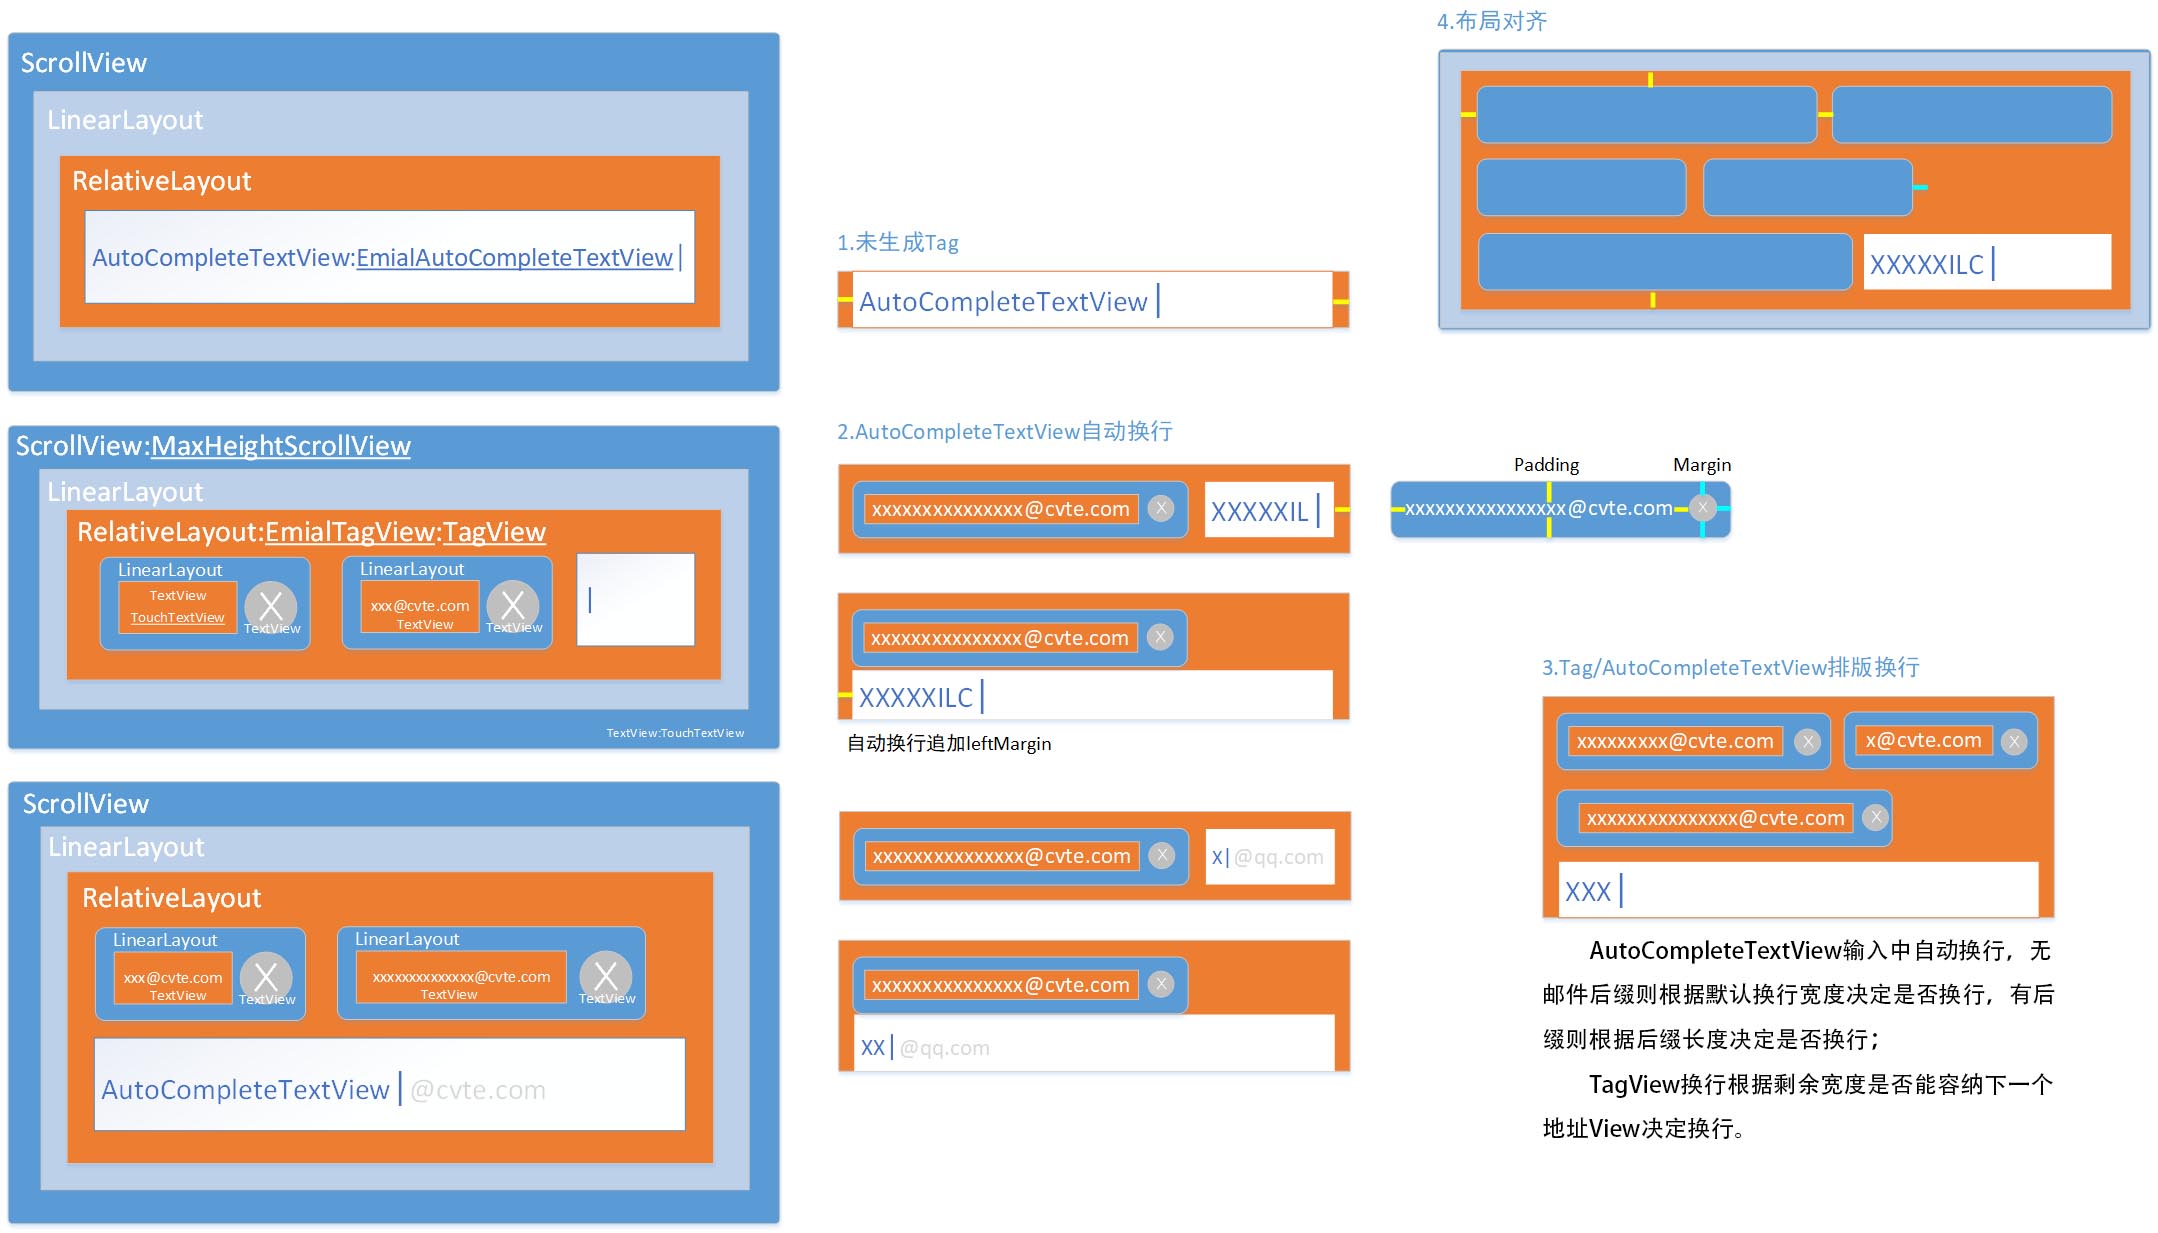 ScrollView
LinearLayout
RelativeLayout
AutoCompleteTextView:EmialAutoCompleteTextView
ScrollView:MaxHeightScrollView
LinearLayout
RelativeLayout:EmialTagView:TagView
LinearLayout
TextView
TouchTextView
X
TextView
LinearLayout
xxx@cvte.com
TextView
X
TextView
TextView:TouchTextView
ScrollView
LinearLayout
RelativeLayout
LinearLayout
xxx@cvte.com
TextView
X
TextView
LinearLayout
xxxxxxxxxxxxxx@cvte.com
TextView
X
TextView
AutoCompleteTextView @cvte.com
1.未生成Tag
AutoCompleteTextView
2.AutoCompleteTextView自动换行
xxxxxxxxxxxxxxx@cvte.com X
XXXXXIL
xxxxxxxxxxxxxxx@cvte.com X
XXXXXILC
自动换行追加leftMargin
xxxxxxxxxxxxxxx@cvte.com X
X @qq.com
xxxxxxxxxxxxxxx@cvte.com X
XX @qq.com
Padding
Margin
xxxxxxxxxxxxxxxx@cvte.com X
3.Tag/AutoCompleteTextView排版换行
xxxxxxxxx@cvte.com X
x@cvte.com X
xxxxxxxxxxxxxxx@cvte.com X
XXX
AutoCompleteTextView输入中自动换行，无
邮件后缀则根据默认换行宽度决定是否换行，有后
缀则根据后缀长度决定是否换行；
TagView换行根据剩余宽度是否能容纳下一个
地址View决定换行。
4.布局对齐
XXXXXILC